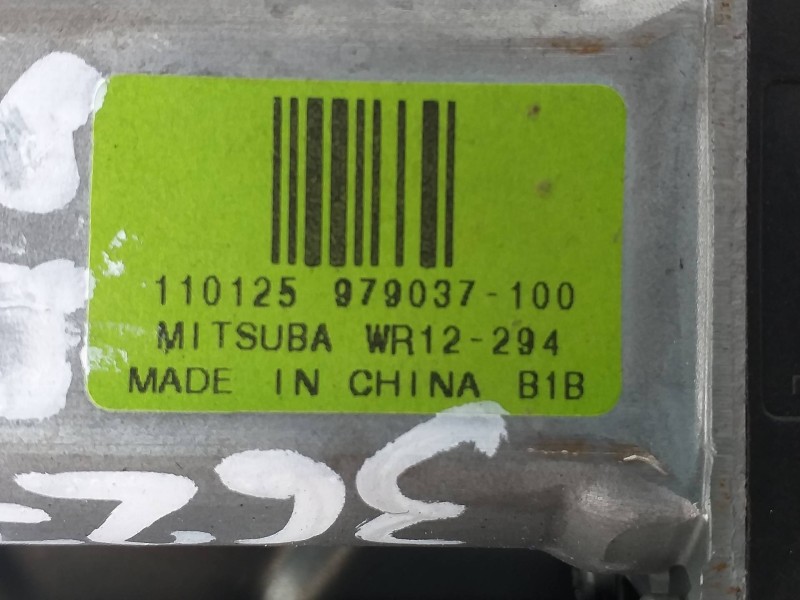 110125 979037-100
MITSUBA WR12-294
MADE IN CHINA B1B